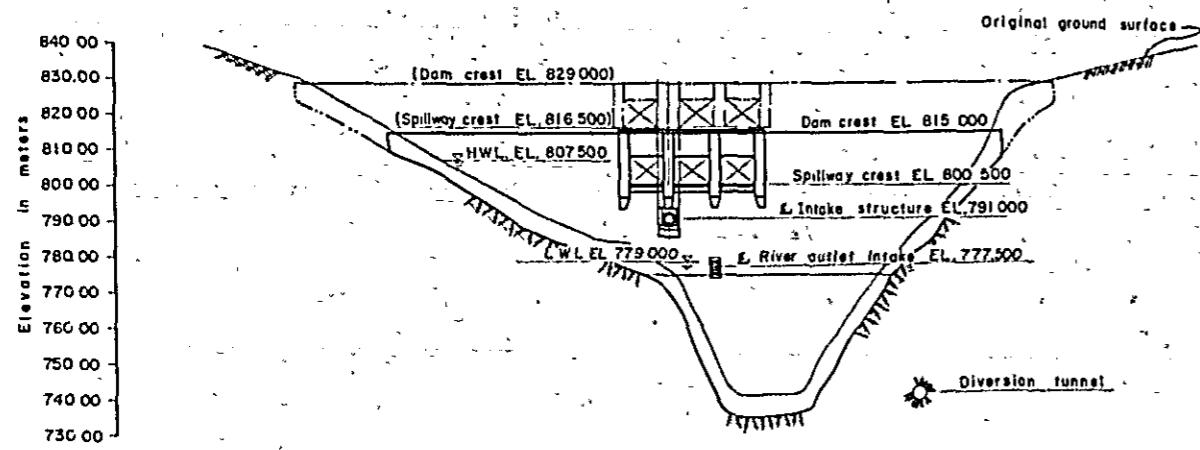 Original ground surface
840 00
830.00
820 00
810 00
800 00
790 00
780 00
770 00
760 00
750 00
740 00
730 00
Elevation in meters
(Dam crest EL 829 000)
(Spillway crest EL, 816,500)
Dam crest EL 815 000
HWL, EL, 807,500
Spillway crest EL 800 500
℄ Intake structure EL, 791 000
L W L EL 779 000
℄ River outlet Intake EL, 777,500
Diversion tunnel